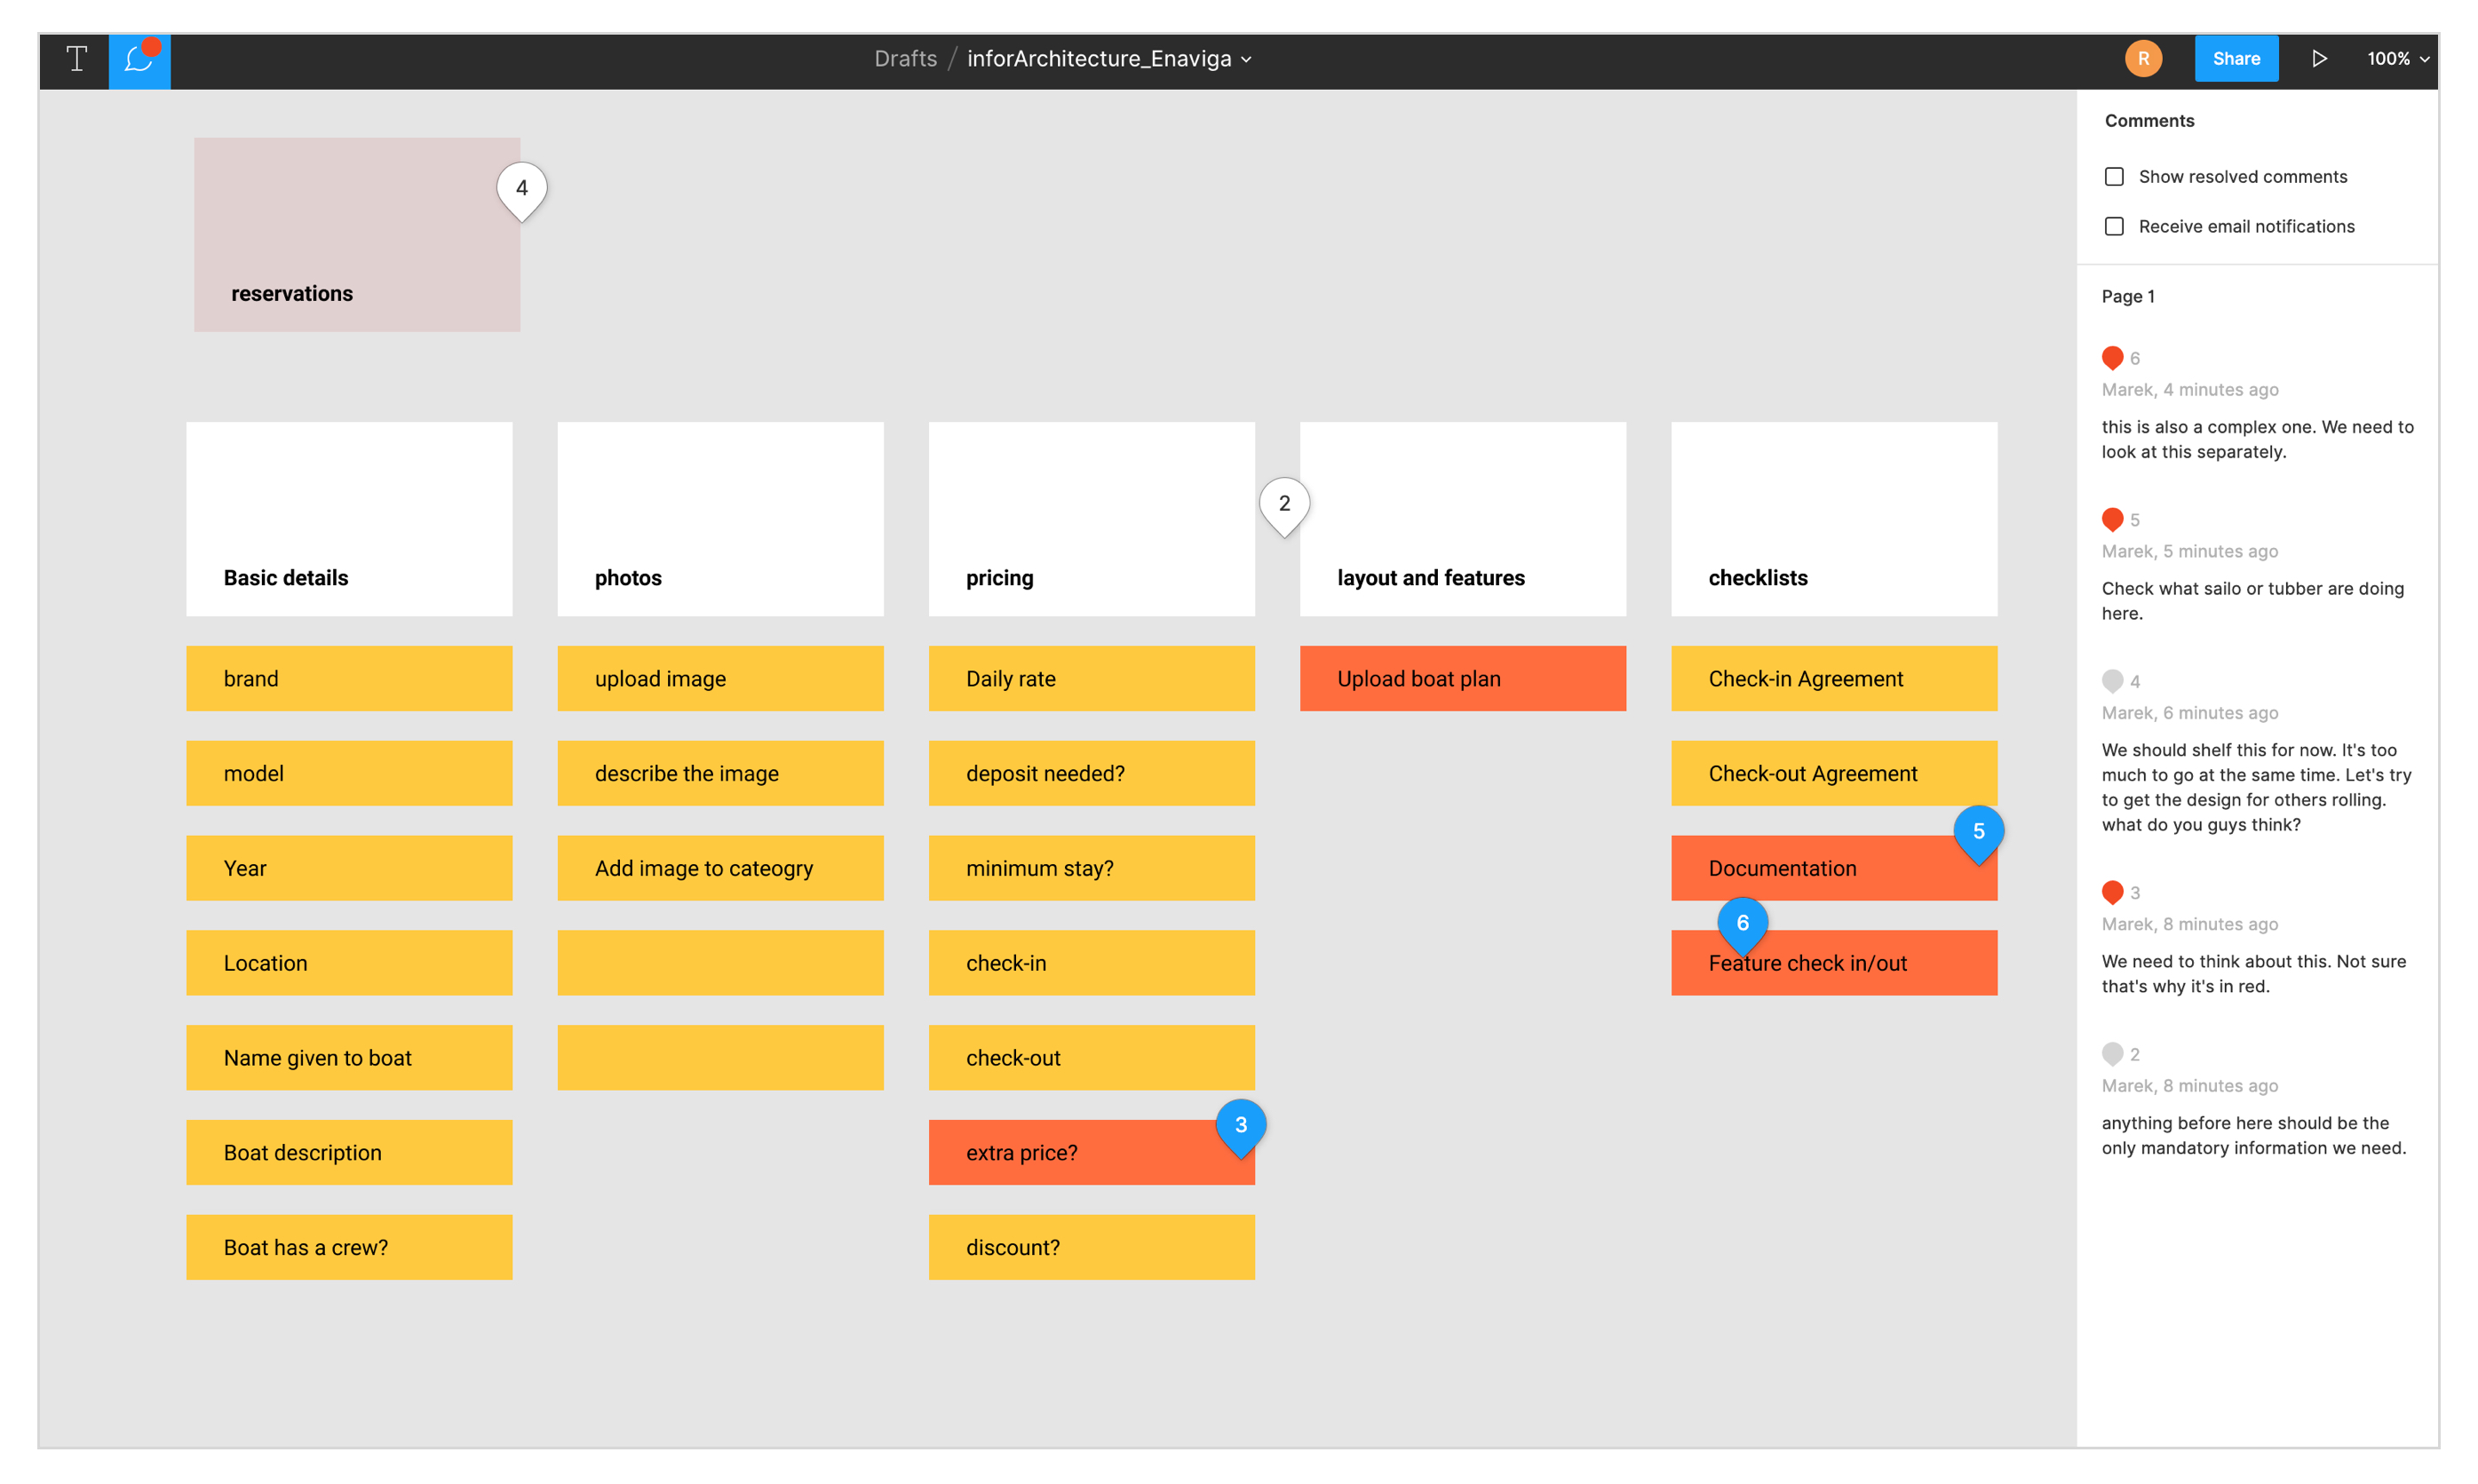 Drafts / inforArchitecture_Enaviga
R
Share
100%
4
reservations
2
Basic details
photos
pricing
layout and features
checklists
brand
upload image
Daily rate
Upload boat plan
Check-in Agreement
model
describe the image
deposit needed?
Check-out Agreement
5
Year
Add image to cateogry
minimum stay?
Documentation
6
Location
check-in
Feature check in/out
Name given to boat
check-out
3
Boat description
extra price?
Boat has a crew?
discount?
Comments
Show resolved comments
Receive email notifications
Page 1
6
Marek, 4 minutes ago
this is also a complex one. We need to
look at this separately.
5
Marek, 5 minutes ago
Check what sailo or tubber are doing
here.
4
Marek, 6 minutes ago
We should shelf this for now. It's too
much to go at the same time. Let's try
to get the design for others rolling.
what do you guys think?
3
Marek, 8 minutes ago
We need to think about this. Not sure
that's why it's in red.
2
Marek, 8 minutes ago
anything before here should be the
only mandatory information we need.